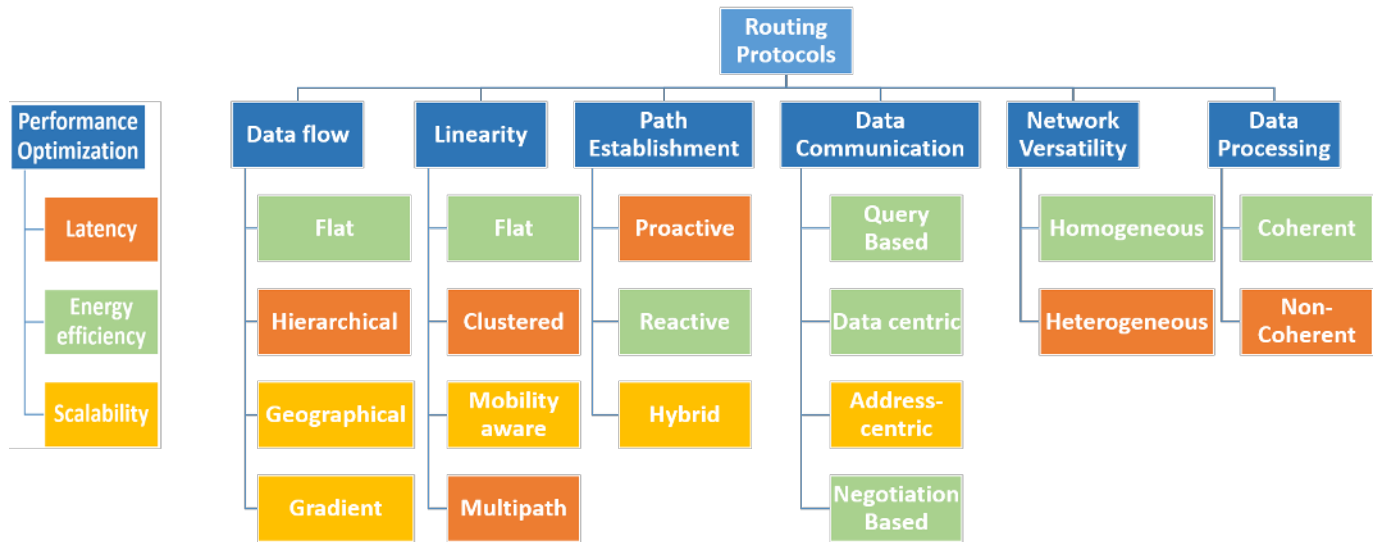 Routing
Protocols
Performance
Optimization
Latency
Energy
efficiency
Scalability
Data flow
Flat
Hierarchical
Geographical
Gradient
Linearity
Flat
Clustered
Mobility
aware
Multipath
Path
Establishment
Proactive
Reactive
Hybrid
Data
Communication
Query
Based
Data centric
Address-
centric
Negotiation
Based
Network
Versatility
Homogeneous
Heterogeneous
Data
Processing
Coherent
Non-
Coherent